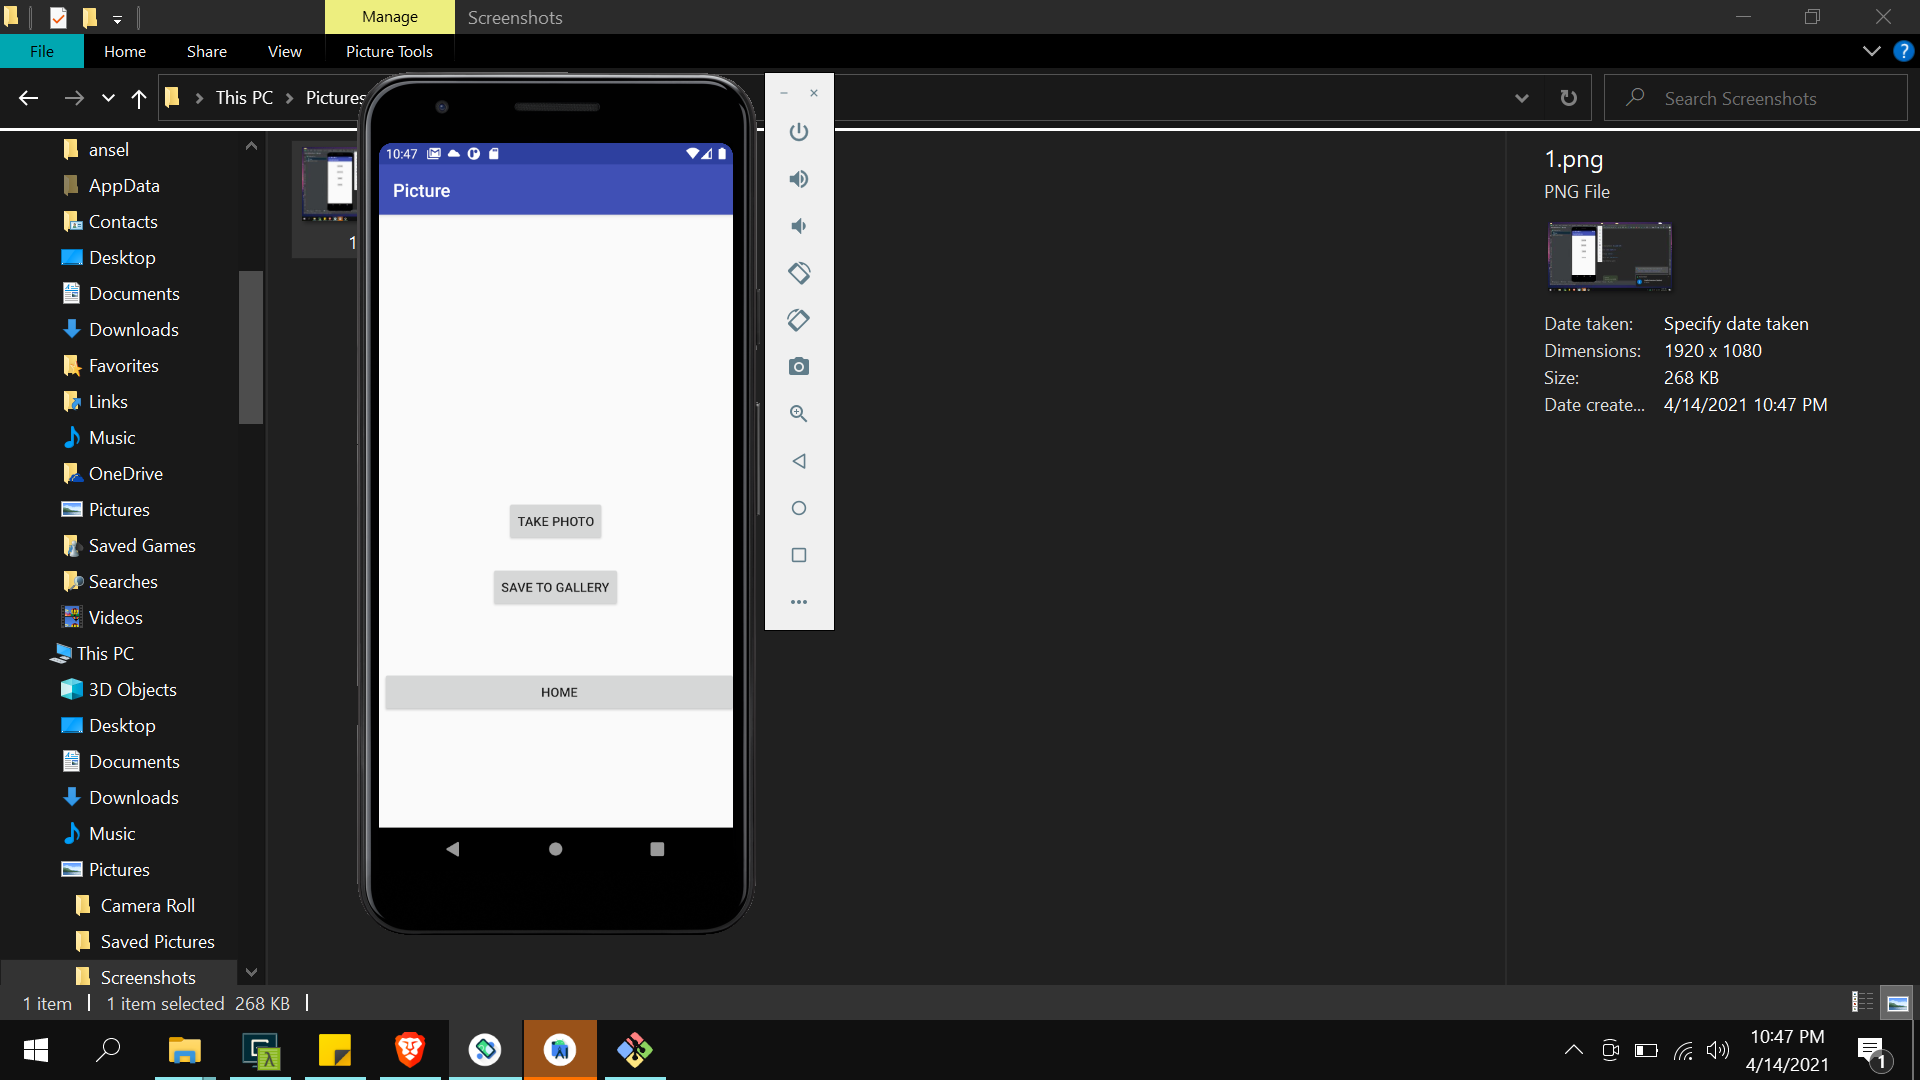 Manage
Screenshots
File
Home
Share
View
Picture Tools
This PC
Pictures
Search Screenshots
ansel
AppData
Contacts
Desktop
Documents
Downloads
Favorites
Links
Music
OneDrive
Pictures
Saved Games
Searches
Videos
This PC
3D Objects
Desktop
Documents
Downloads
Music
Pictures
Camera Roll
Saved Pictures
Screenshots
1
10:47
Picture
TAKE PHOTO
SAVE TO GALLERY
HOME
1.png
PNG File
Date taken: Specify date taken
Dimensions: 1920 x 1080
Size: 268 KB
Date create... 4/14/2021 10:47 PM
1 item
1 item selected 268 KB
10:47 PM
4/14/2021
1